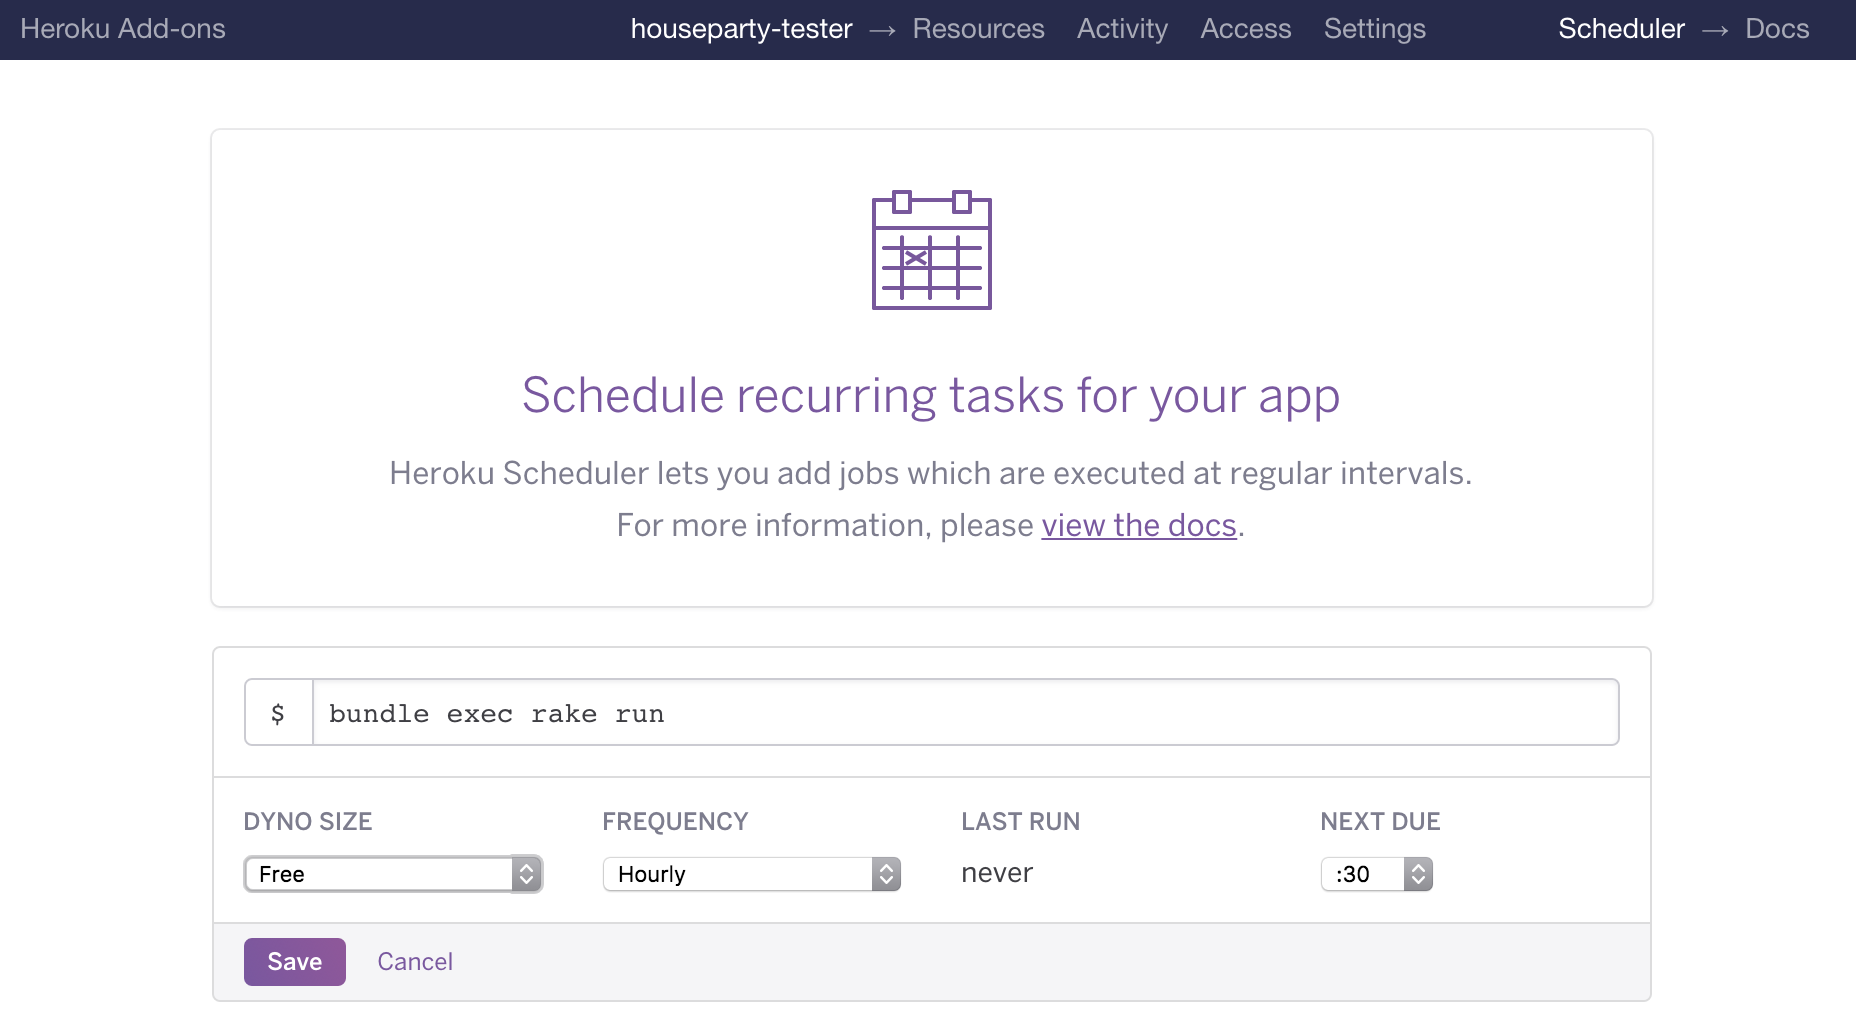 Heroku Add-ons houseparty-tester → Resources Activity Access Settings Scheduler → Docs
Schedule recurring tasks for your app
Heroku Scheduler lets you add jobs which are executed at regular intervals.
For more information, please view the docs.
$ bundle exec rake run
DYNO SIZE FREQUENCY LAST RUN NEXT DUE
Free Hourly never :30
Save Cancel